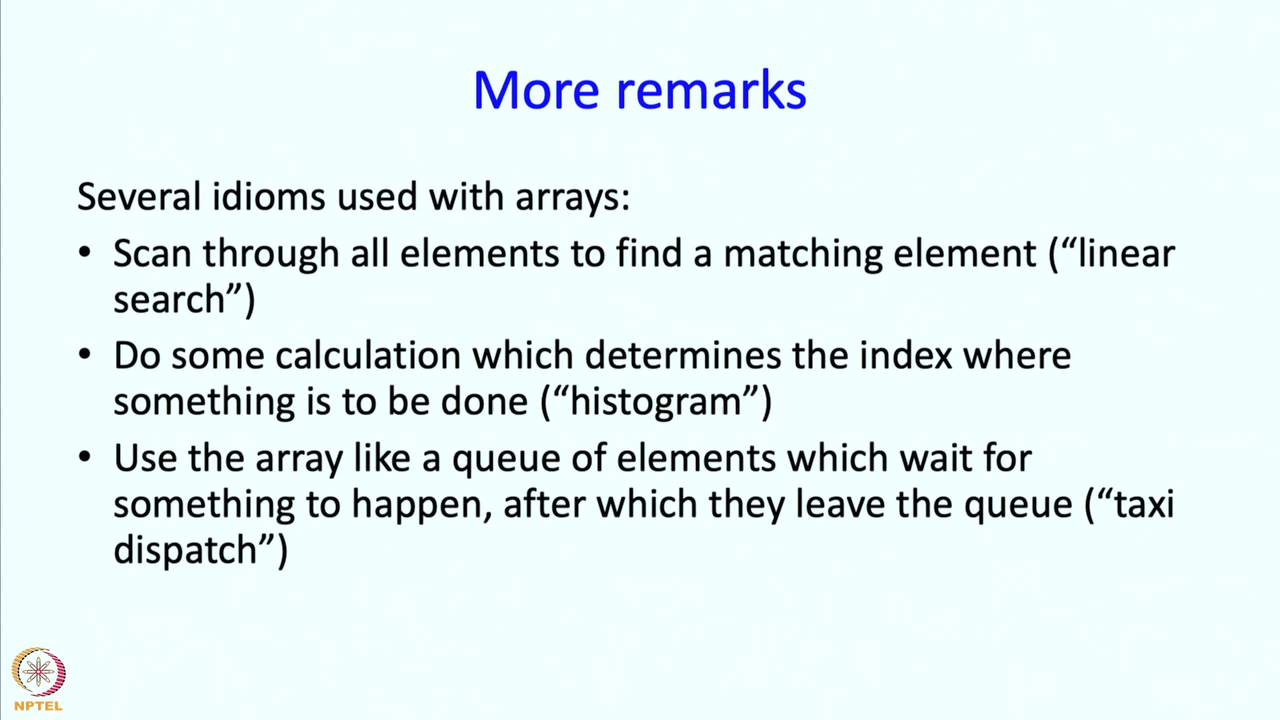 More remarks
Several idioms used with arrays:
• Scan through all elements to find a matching element (“linear
search”)
• Do some calculation which determines the index where
something is to be done (“histogram”)
• Use the array like a queue of elements which wait for
something to happen, after which they leave the queue (“taxi
dispatch”)
NPTEL